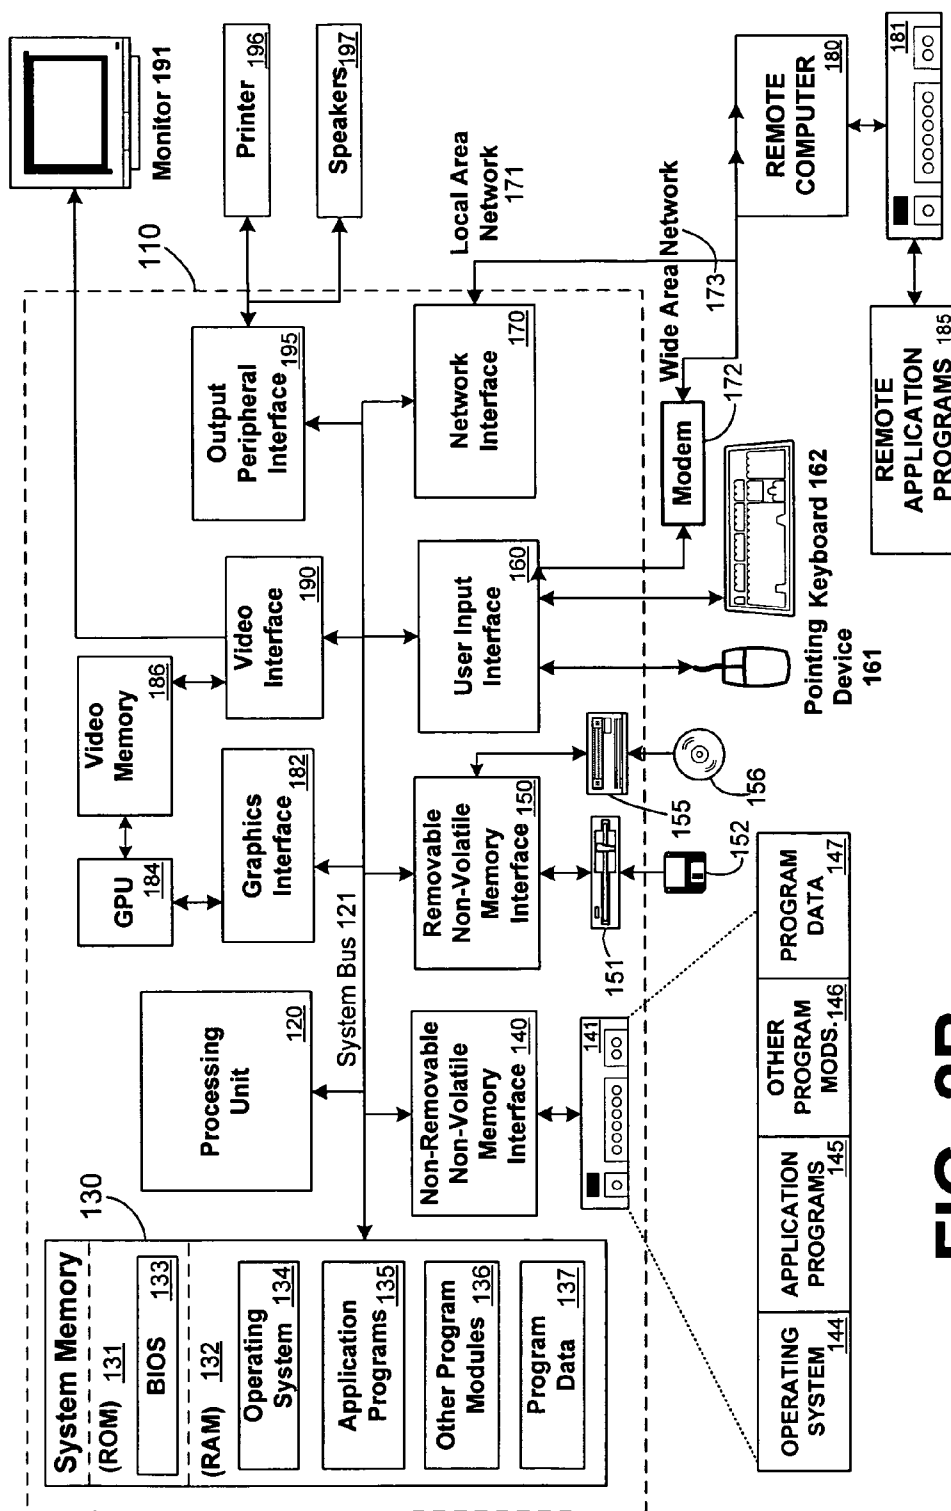 System Memory
130
(ROM) 131
BIOS 133
(RAM) 132
Operating
System 134
Application
Programs 135
Other Program
Modules 136
Program
Data 137
Processing
Unit
120
System Bus 121
GPU
184
Video
Memory
186
Graphics
Interface
182
Video
Interface
190
Output
Peripheral
Interface 195
110
Monitor 191
Printer 196
Speakers 197
Non-Removable
Non-Volatile
Memory
Interface 140
Removable
Non-Volatile
Memory
Interface 150
User Input
Interface
160
Network
Interface
170
Local Area
Network
171
Wide Area Network
173
Modem
172
141
151
152
155
156
Pointing
Device
161
Keyboard 162
REMOTE
COMPUTER
180
181
REMOTE
APPLICATION
PROGRAMS 185
OPERATING
SYSTEM 144
APPLICATION
PROGRAMS 145
OTHER
PROGRAM
MODS. 146
PROGRAM
DATA 147